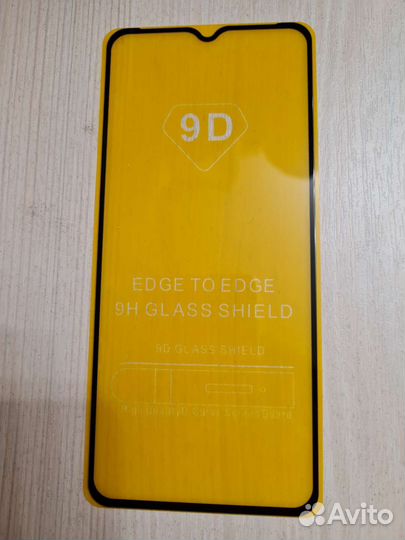 9D
EDGE TO EDGE
9H GLASS SHIELD
9D GLASS SHIELD
Avito